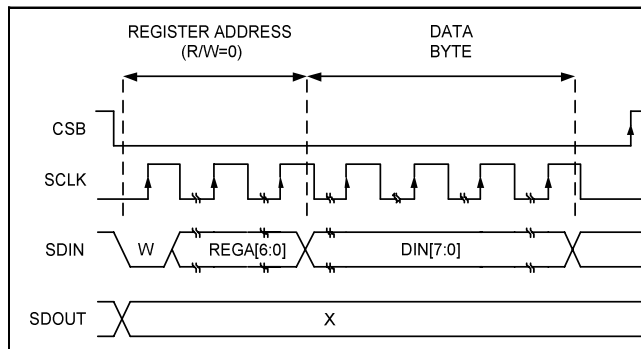 REGISTER ADDRESS
(R/W=0)
DATA
BYTE
CSB
SCLK
SDIN
W
REGA[6:0]
DIN[7:0]
SDOUT
X